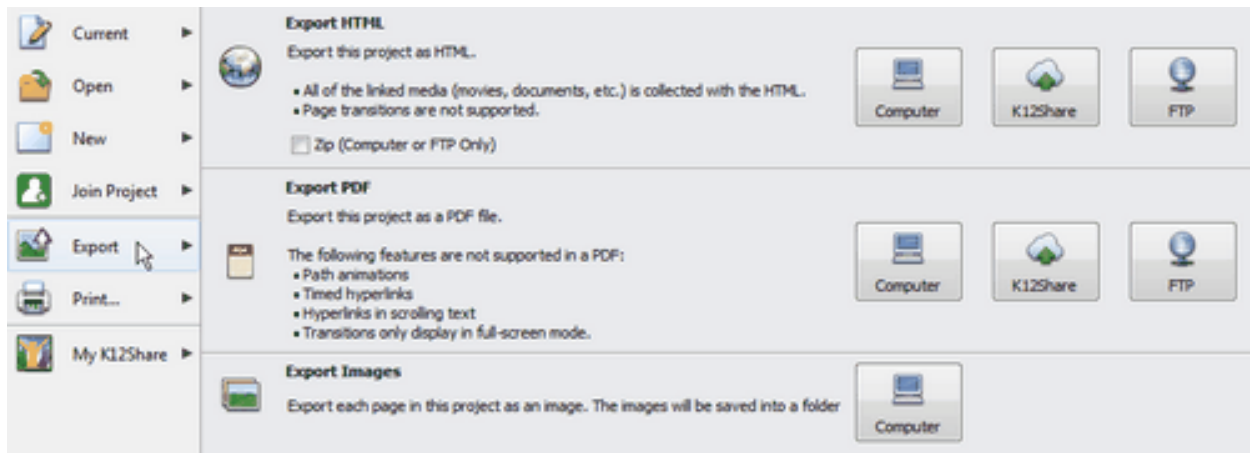 Current
Open
New
Join Project
Export
Print...
My K12Share
Export HTML
Export this project as HTML.
• All of the linked media (movies, documents, etc.) is collected with the HTML.
• Page transitions are not supported.
Zip (Computer or FTP Only)
Computer
K12Share
FTP
Export PDF
Export this project as a PDF file.
The following features are not supported in a PDF:
• Path animations
• Timed hyperlinks
• Hyperlinks in scrolling text
• Transitions only display in full-screen mode.
Computer
K12Share
FTP
Export Images
Export each page in this project as an image. The images will be saved into a folder
Computer